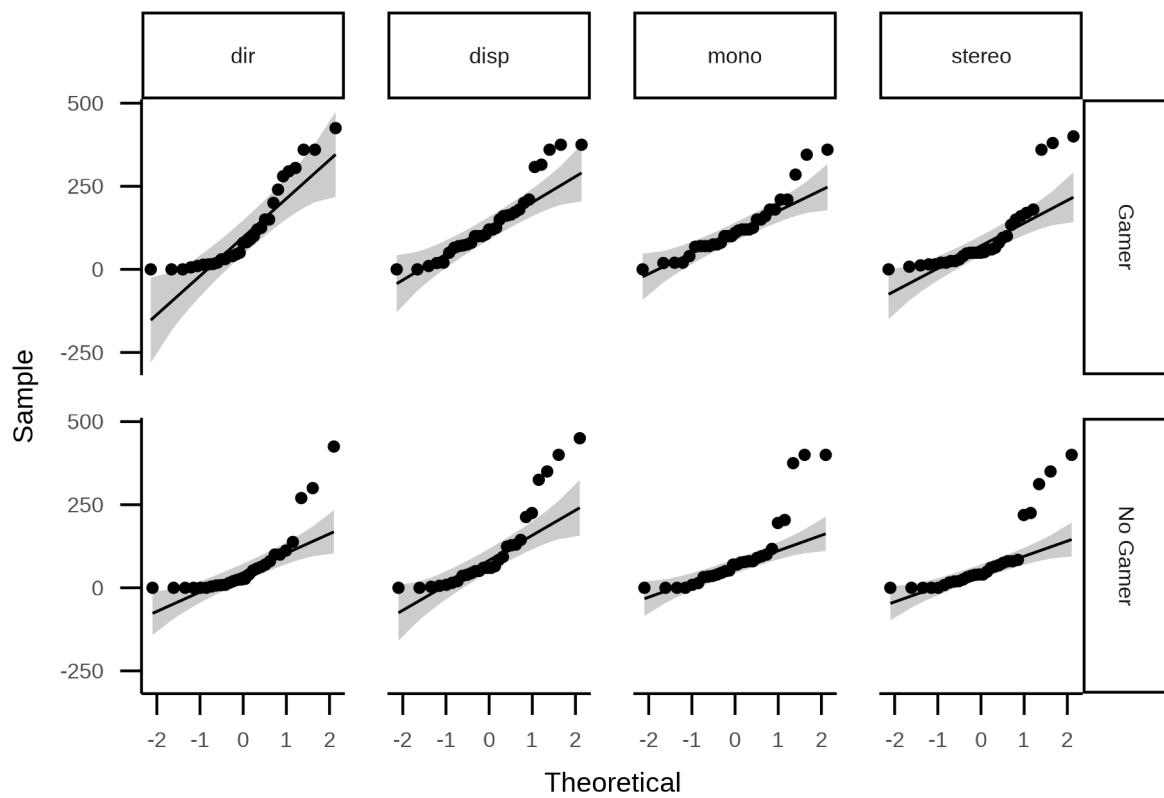 dir disp mono stereo
500
250
0
-250
Gamer
Sample
500
250
0
-250
No Gamer
-2 -1 0 1 2 -2 -1 0 1 2 -2 -1 0 1 2 -2 -1 0 1 2
Theoretical